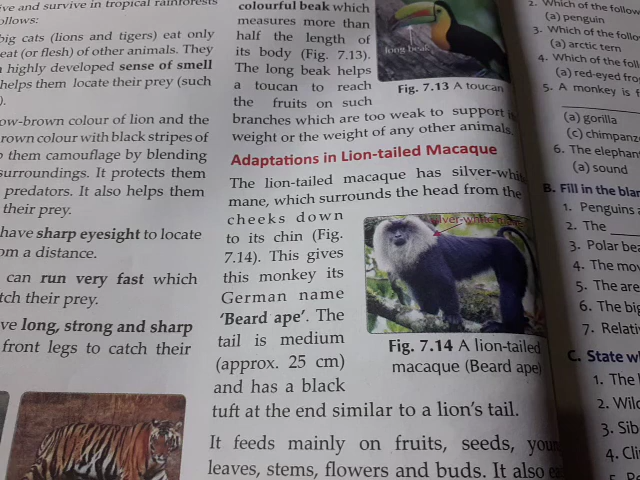 ive and survive in tropical rainforests
ollows:
big cats (lions and tigers) eat only
eat (or flesh) of other animals. They
highly developed sense of smell
helps them locate their prey (such
).
ow-brown colour of lion and the
rown colour with black stripes of
them camouflage by blending
surroundings. It protects them
predators. It also helps them
their prey.
have sharp eyesight to locate
om a distance.
can run very fast which
tch their prey.
ve long, strong and sharp
front legs to catch their
colourful beak which
measures more than
half the length of
its body (Fig. 7.13).
The long beak helps
a toucan to reach
the fruits on such
branches which are too weak to support
weight or the weight of any other animals.
long beak
Fig. 7.13 A toucan
Adaptations in Lion-tailed Macaque
The lion-tailed macaque has silver-whi
mane, which surrounds the head from the
cheeks down
to its chin (Fig.
7.14). This gives
this monkey its
German name
'Beard ape'. The
tail is medium
(approx. 25 cm)
and has a black
tuft at the end similar to a lion's tail.
silver-white
Fig. 7.14 A lion-tailed
macaque (Beard ape)
It feeds mainly on fruits, seeds, you
leaves, stems, flowers and buds. It also
2. Which of the follow
(a) penguin
3. Which of the follo
(a) arctic tern
4. Which of the foll
(a) red-eyed fro
5. A monkey is f
(a) gorilla
(c) chimpanz
6. The elephan
(a) sound
B. Fill in the blan
1. Penguins
2. The
3. Polar bea
4. The mo
5. The are
6. The big
7. Relati
C. State w
1. The
2. Wild
3. Sib
4. Cli